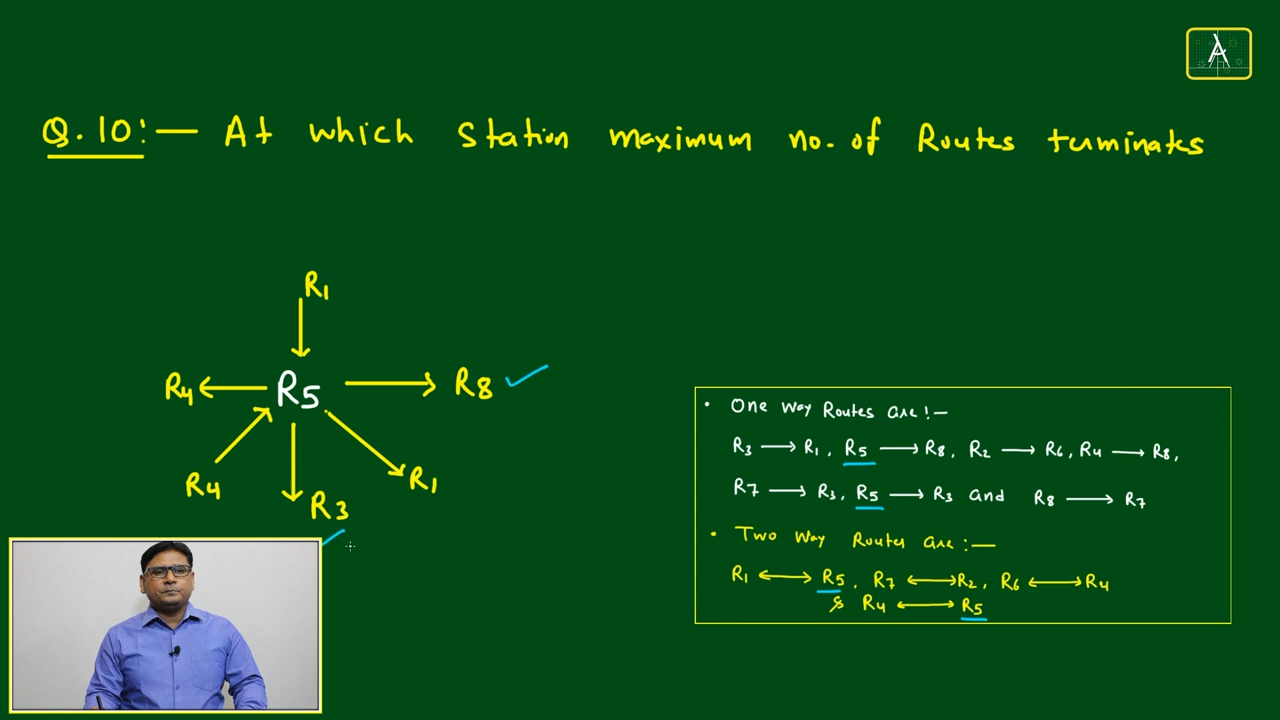 Q. 10:— At which Station maximum no. of Routes terminates
R1
R4 ← R5 → R8 ✓
R4 R3 R1
• One Way Routes are:—
R3 → R1, R5 → R8, R2 → R6, R4 → R8,
R7 → R3, R5 → R3 and R8 → R7
• Two Way Routes are:—
R1 ↔ R5, R7 ↔ R2, R6 ↔ R4
& R4 ↔ R5